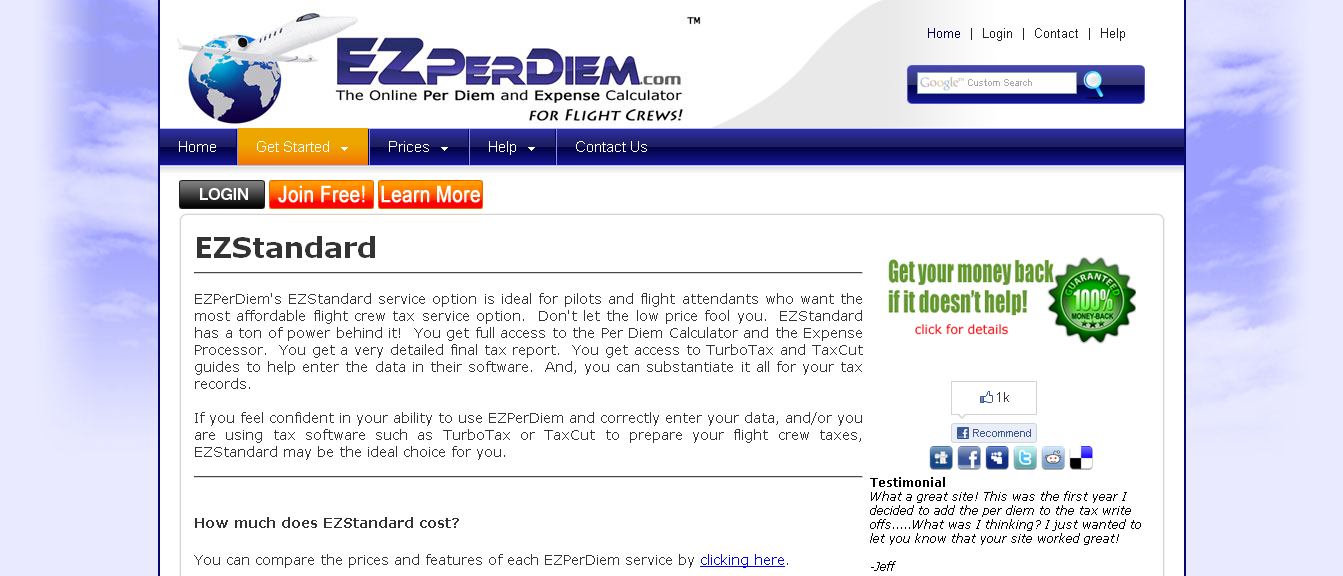 TM
EZPERDIEM.com
The Online Per Diem and Expense Calculator
FOR FLIGHT CREWS!
Home | Login | Contact | Help
Google™ Custom Search
Home Get Started Prices Help Contact Us
LOGIN Join Free! Learn More
EZStandard
EZPerDiem's EZStandard service option is ideal for pilots and flight attendants who want the
most affordable flight crew tax service option. Don't let the low price fool you. EZStandard
has a ton of power behind it! You get full access to the Per Diem Calculator and the Expense
Processor. You get a very detailed final tax report. You get access to TurboTax and TaxCut
guides to help enter the data in their software. And, you can substantiate it all for your tax
records.
If you feel confident in your ability to use EZPerDiem and correctly enter your data, and/or you
are using tax software such as TurboTax or TaxCut to prepare your flight crew taxes,
EZStandard may be the ideal choice for you.
How much does EZStandard cost?
You can compare the prices and features of each EZPerDiem service by clicking here.
Get your money back
if it doesn't help!
click for details
GUARANTEED
100%
MONEY-BACK
1k
Recommend
Testimonial
What a great site! This was the first year I
decided to add the per diem to the tax write
offs.....What was I thinking? I just wanted to
let you know that your site worked great!
-Jeff